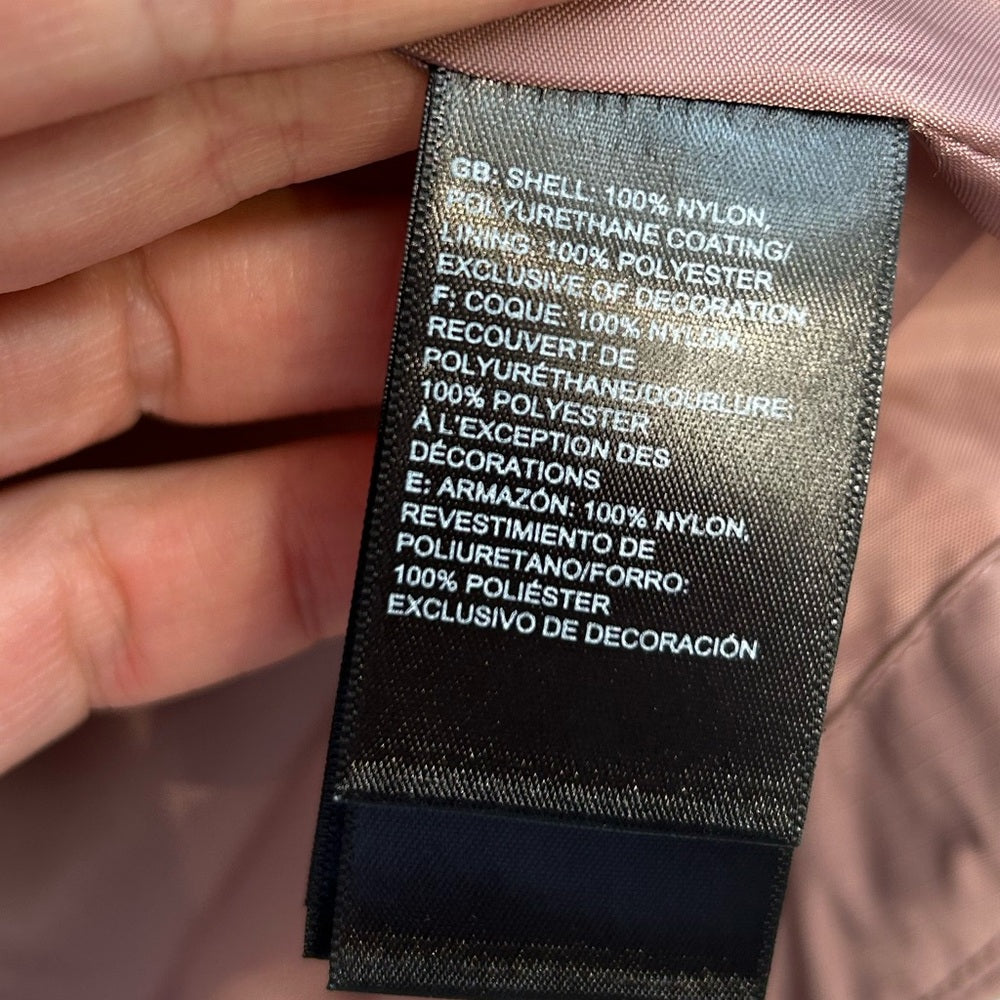 GB: SHELL: 100% NYLON,
POLYURETHANE COATING/
LINING: 100% POLYESTER
EXCLUSIVE OF DECORATION
F: COQUE: 100% NYLON,
RECOUVERT DE
POLYURÉTHANE/DOUBLURE
100% POLYESTER
À L'EXCEPTION DES
DÉCORATIONS
E: ARMAZÓN: 100% NYLON,
REVESTIMIENTO DE
POLIURETANO/FORRO:
100% POLIÉSTER
EXCLUSIVO DE DECORACIÓN